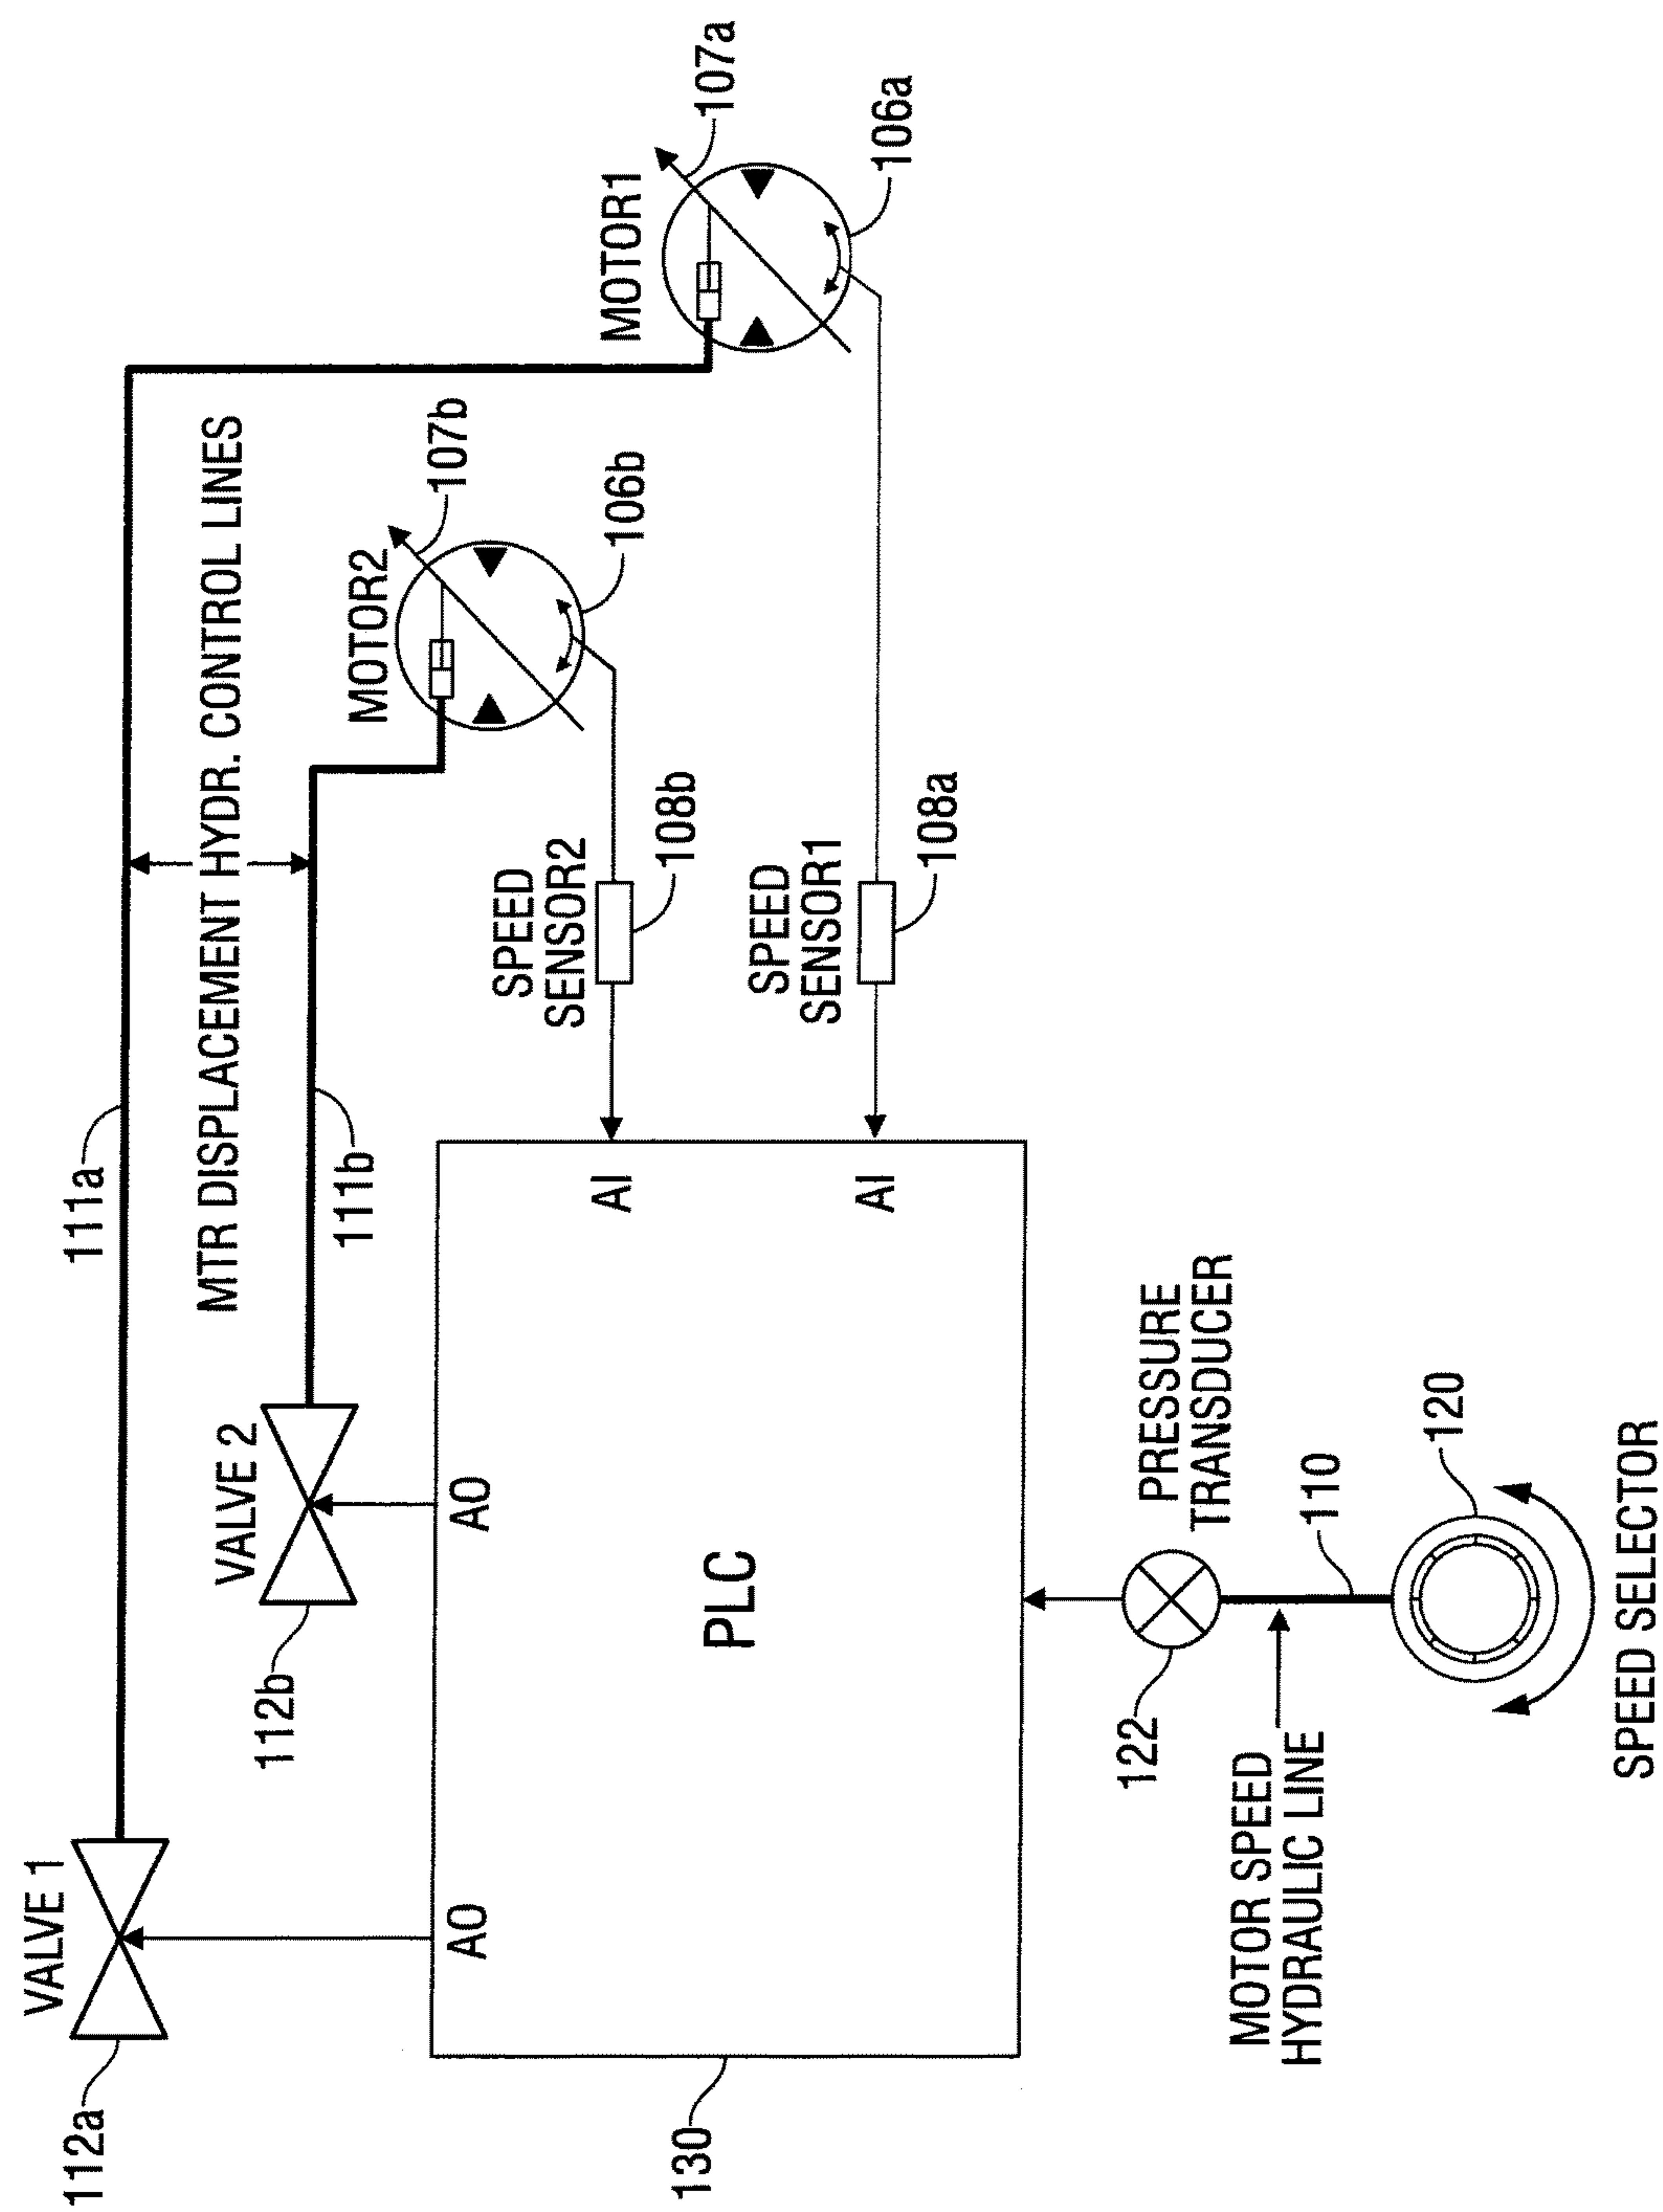 112a
VALVE 1
111a
MTR DISPLACEMENT HYDR. CONTROL LINES
VALVE 2
112b
111b
MOTOR1
107a
106a
MOTOR2
107b
106b
SPEED
SENSOR2
108b
SPEED
SENSOR1
108a
AO
AO
AI
AI
PLC
130
122
PRESSURE
TRANSDUCER
MOTOR SPEED
HYDRAULIC LINE
110
120
SPEED SELECTOR